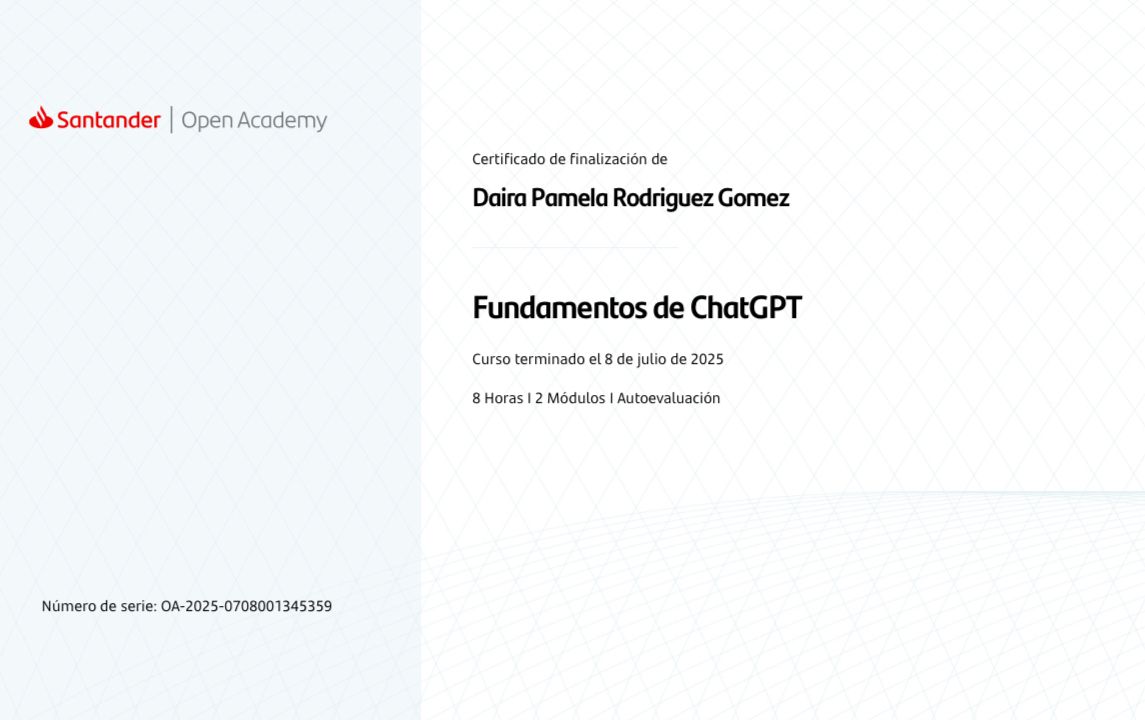 Santander | Open Academy
Certificado de finalización de
Daira Pamela Rodriguez Gomez
Fundamentos de ChatGPT
Curso terminado el 8 de julio de 2025
8 Horas I 2 Módulos I Autoevaluación
Número de serie: OA-2025-0708001345359